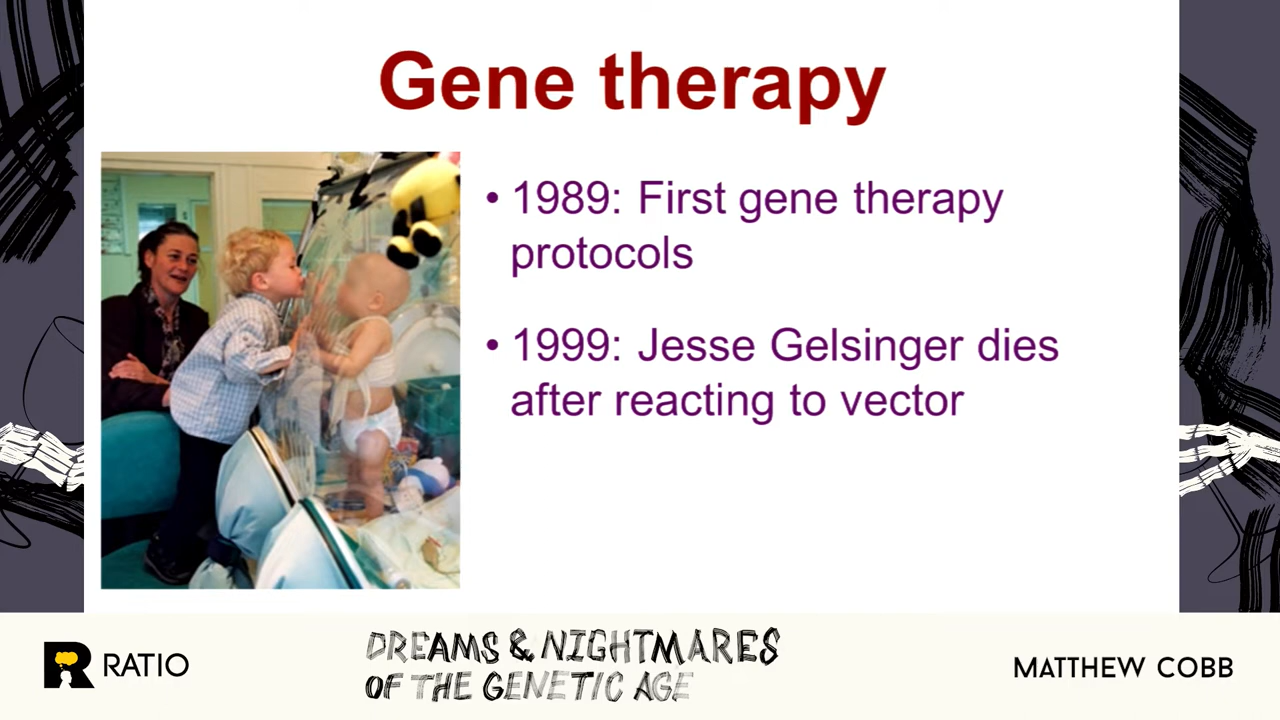 Gene therapy
• 1989: First gene therapy
protocols
• 1999: Jesse Gelsinger dies
after reacting to vector
RATIO
DREAMS & NIGHTMARES
OF THE GENETIC AGE
MATTHEW COBB